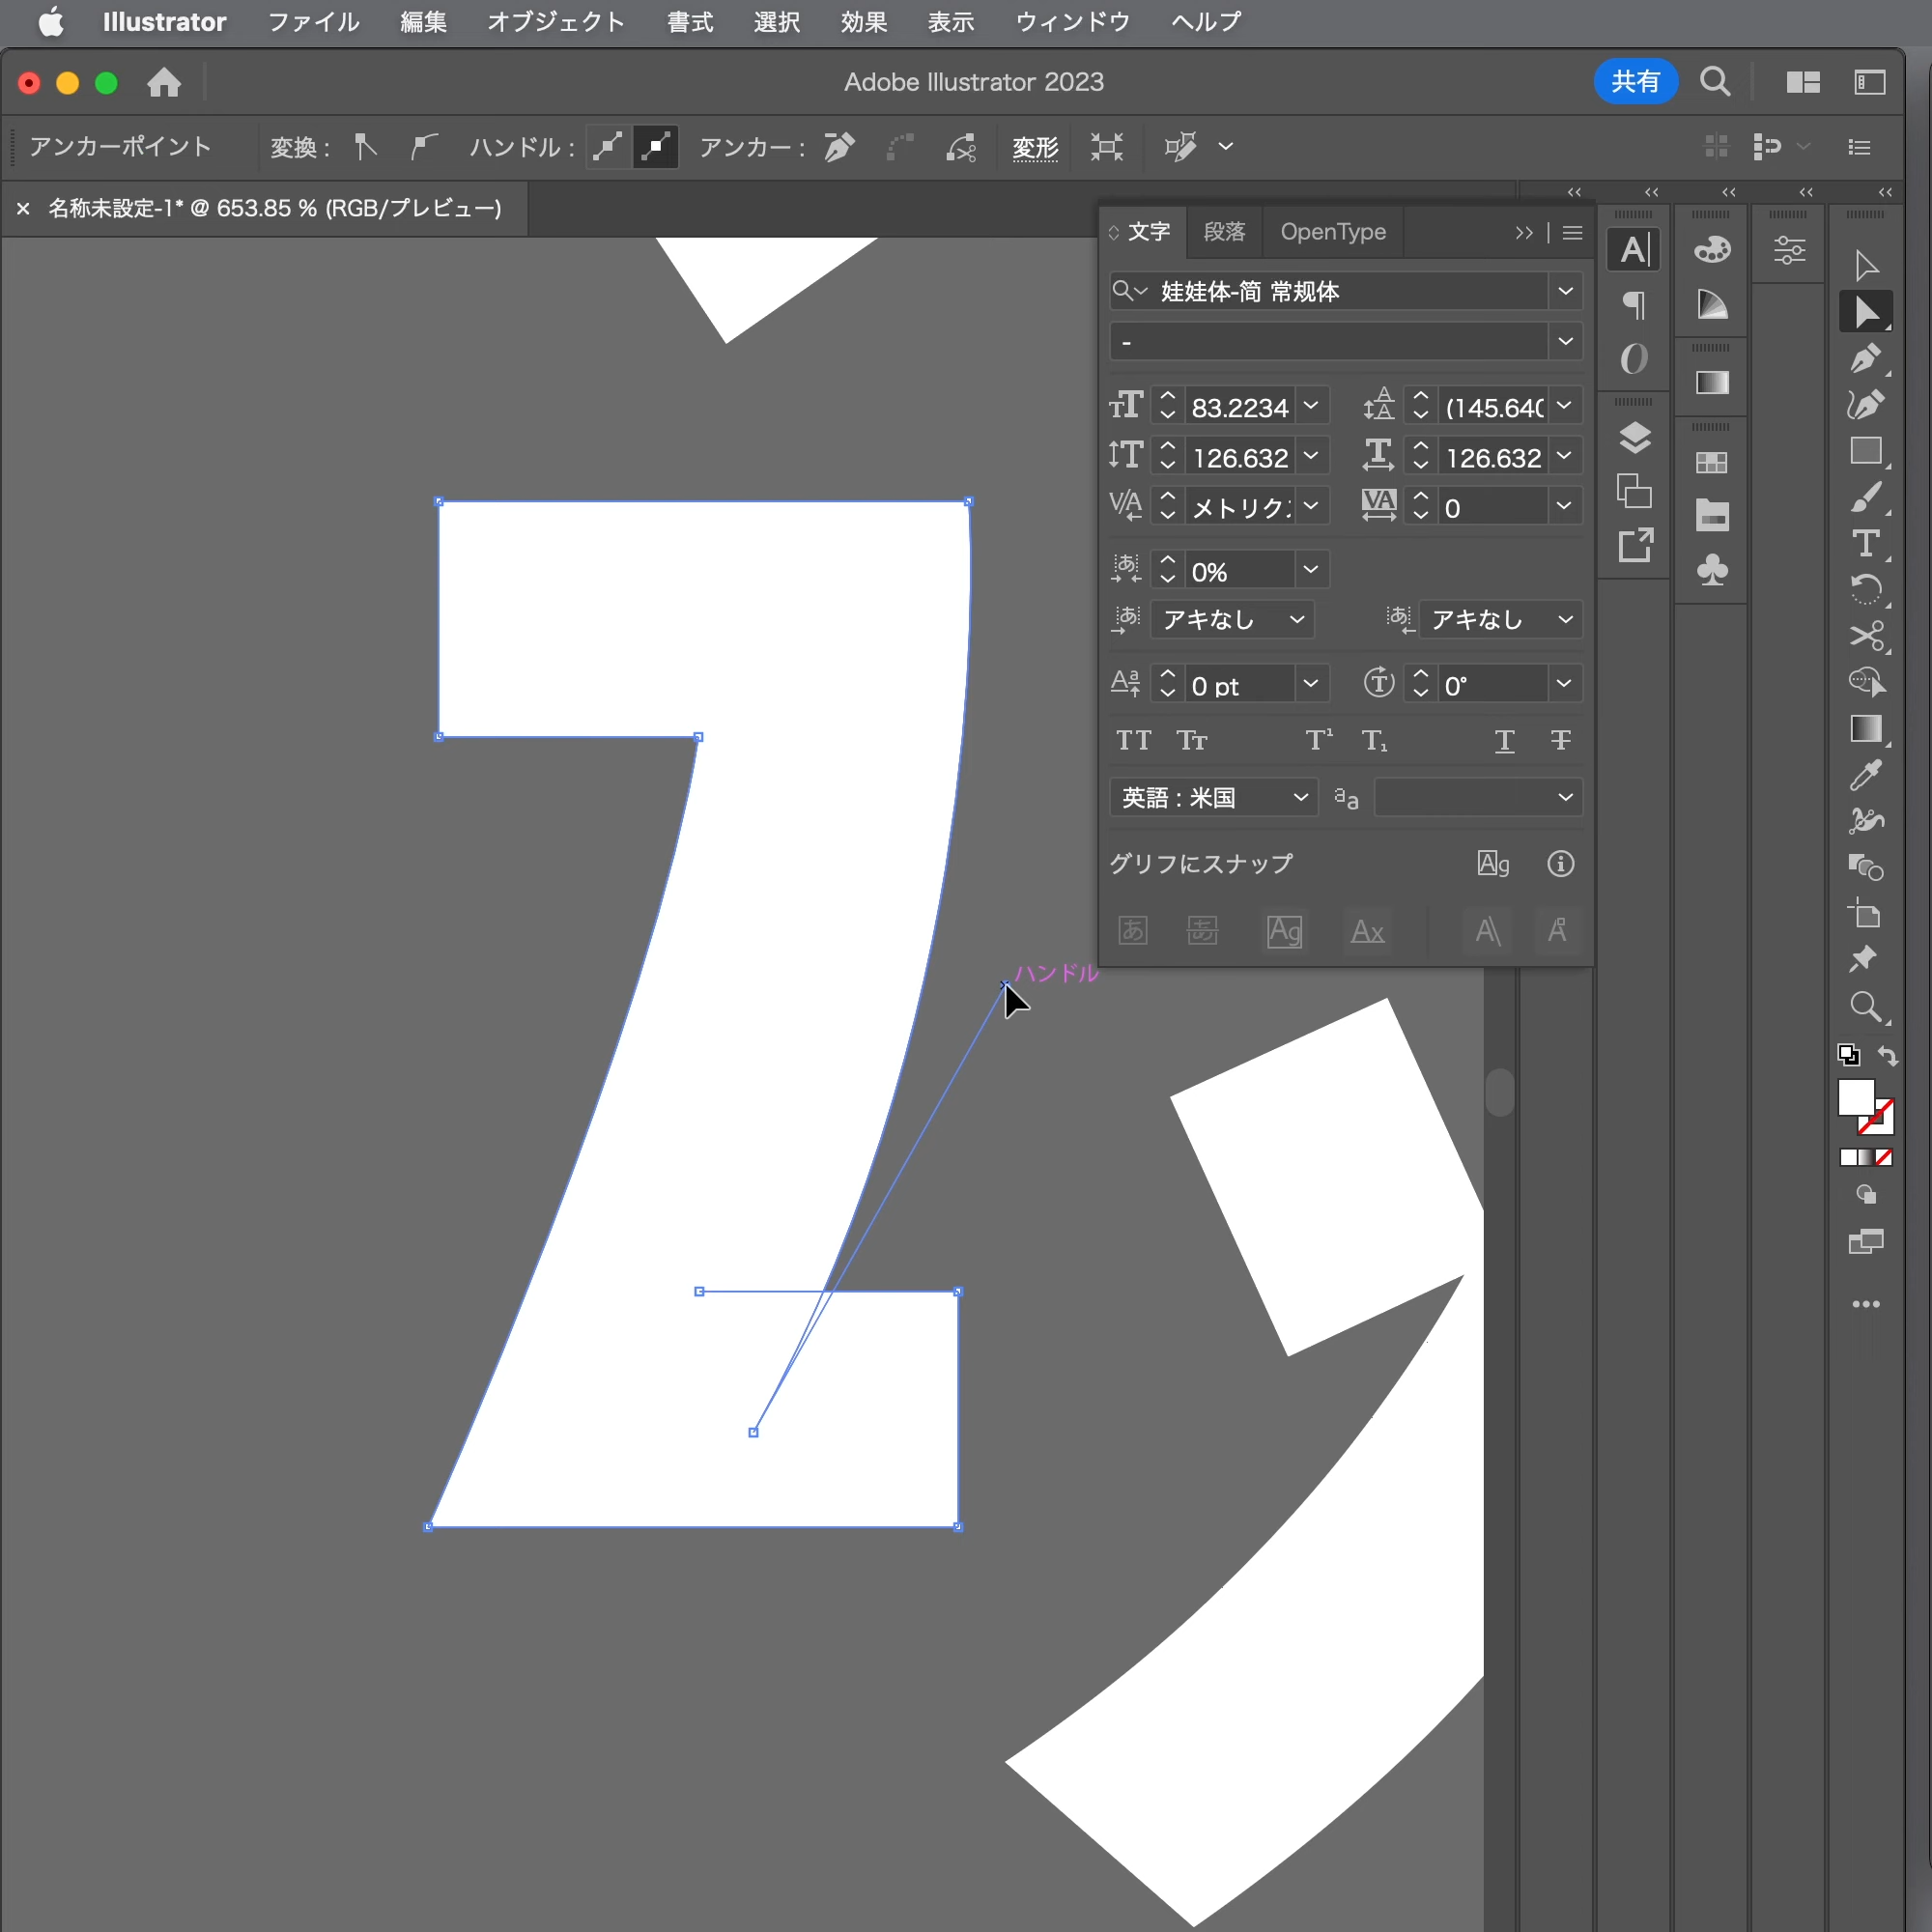 Illustrator ファイル 編集 オブジェクト 書式 選択 効果 表示 ウィンドウ ヘルプ
Adobe Illustrator 2023
共有
アンカーポイント 変換： ハンドル： アンカー： 変形
× 名称未設定-1* @ 653.85 % (RGB/プレビュー)
文字 段落 OpenType
娃娃体-简 常规体
-
83.2234 (145.640
126.632 126.632
メトリクス 0
0%
アキなし アキなし
0 pt 0°
英語：米国
グリフにスナップ
ハンドル